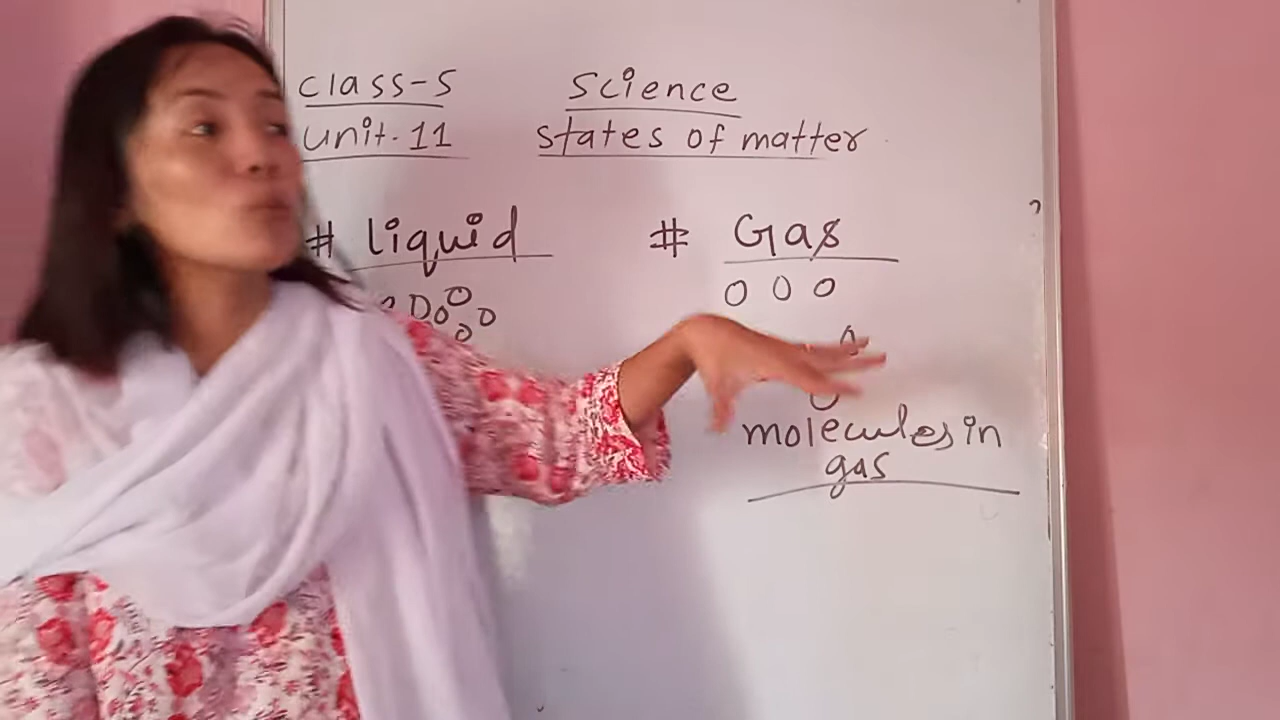 class-5 Science
unit-11 states of matter
# liquid # Gas
molecules in
gas